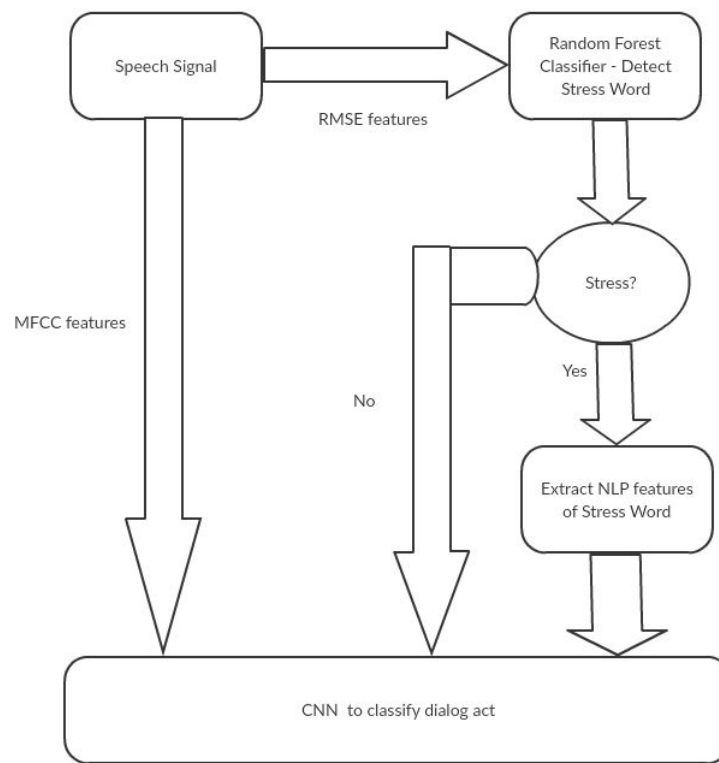 Speech Signal
Random Forest
Classifier - Detect
Stress Word
RMSE features
Stress?
MFCC features
Yes
No
Extract NLP features
of Stress Word
CNN to classify dialog act